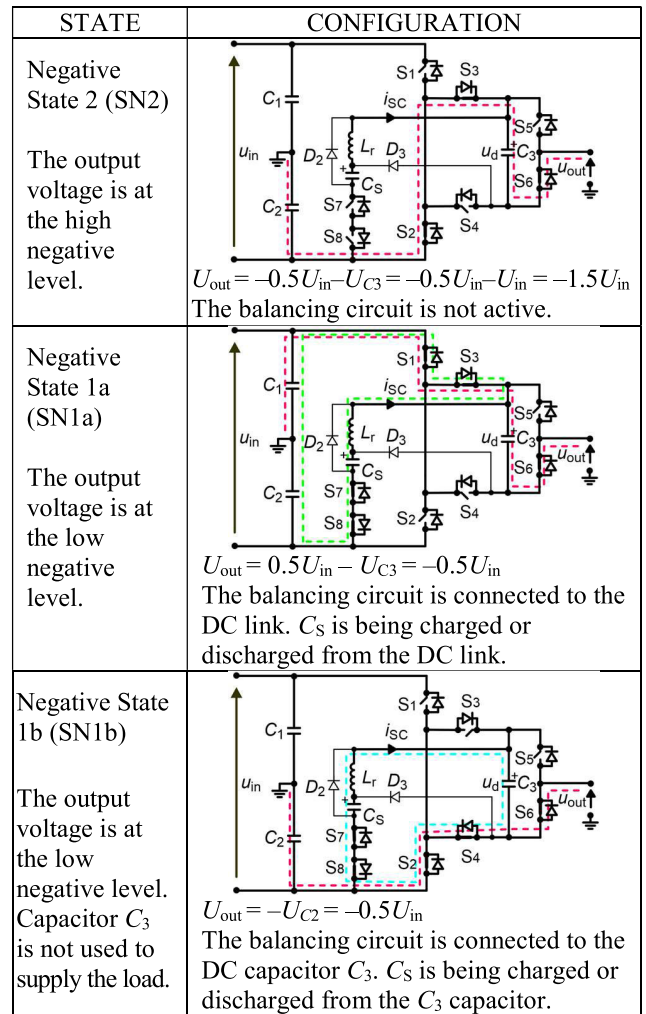 STATE
CONFIGURATION
Negative
State 2 (SN2)
The output
voltage is at
the high
negative
level.
S1
S3
C1
iSC
uin
D2
Lr
D3
ud
+
C3
S5
uout
S6
+
CS
C2
S7
S8
S2
S4
Uout = –0.5Uin–UC3 = –0.5Uin–Uin = –1.5Uin
The balancing circuit is not active.
Negative
State 1a
(SN1a)
The output
voltage is at
the low
negative
level.
S1
S3
C1
iSC
uin
D2
Lr
D3
ud
+
C3
S5
uout
S6
+
CS
C2
S7
S8
S2
S4
Uout = 0.5Uin – UC3 = –0.5Uin
The balancing circuit is connected to the
DC link. CS is being charged or
discharged from the DC link.
Negative State
1b (SN1b)
The output
voltage is at
the low
negative level.
Capacitor C3
is not used to
supply the load.
S1
S3
C1
iSC
uin
D2
Lr
D3
ud
+
C3
S5
uout
S6
+
CS
C2
S7
S8
S2
S4
Uout = –UC2 = –0.5Uin
The balancing circuit is connected to the
DC capacitor C3. CS is being charged or
discharged from the C3 capacitor.